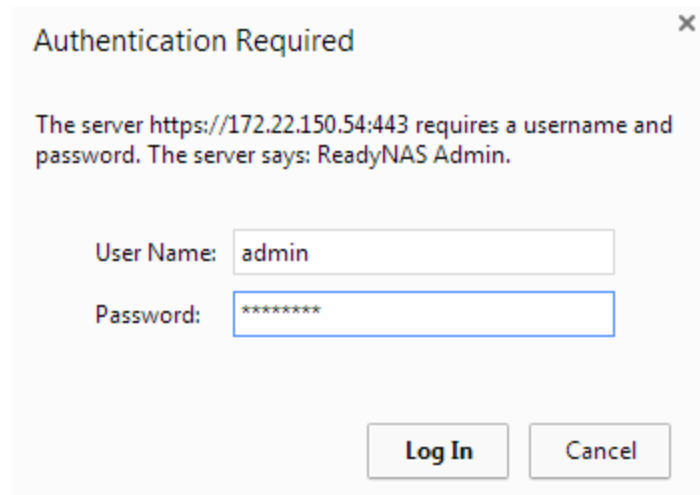 Authentication Required
The server https://172.22.150.54:443 requires a username and
password. The server says: ReadyNAS Admin.
User Name: admin
Password: ********
Log In Cancel